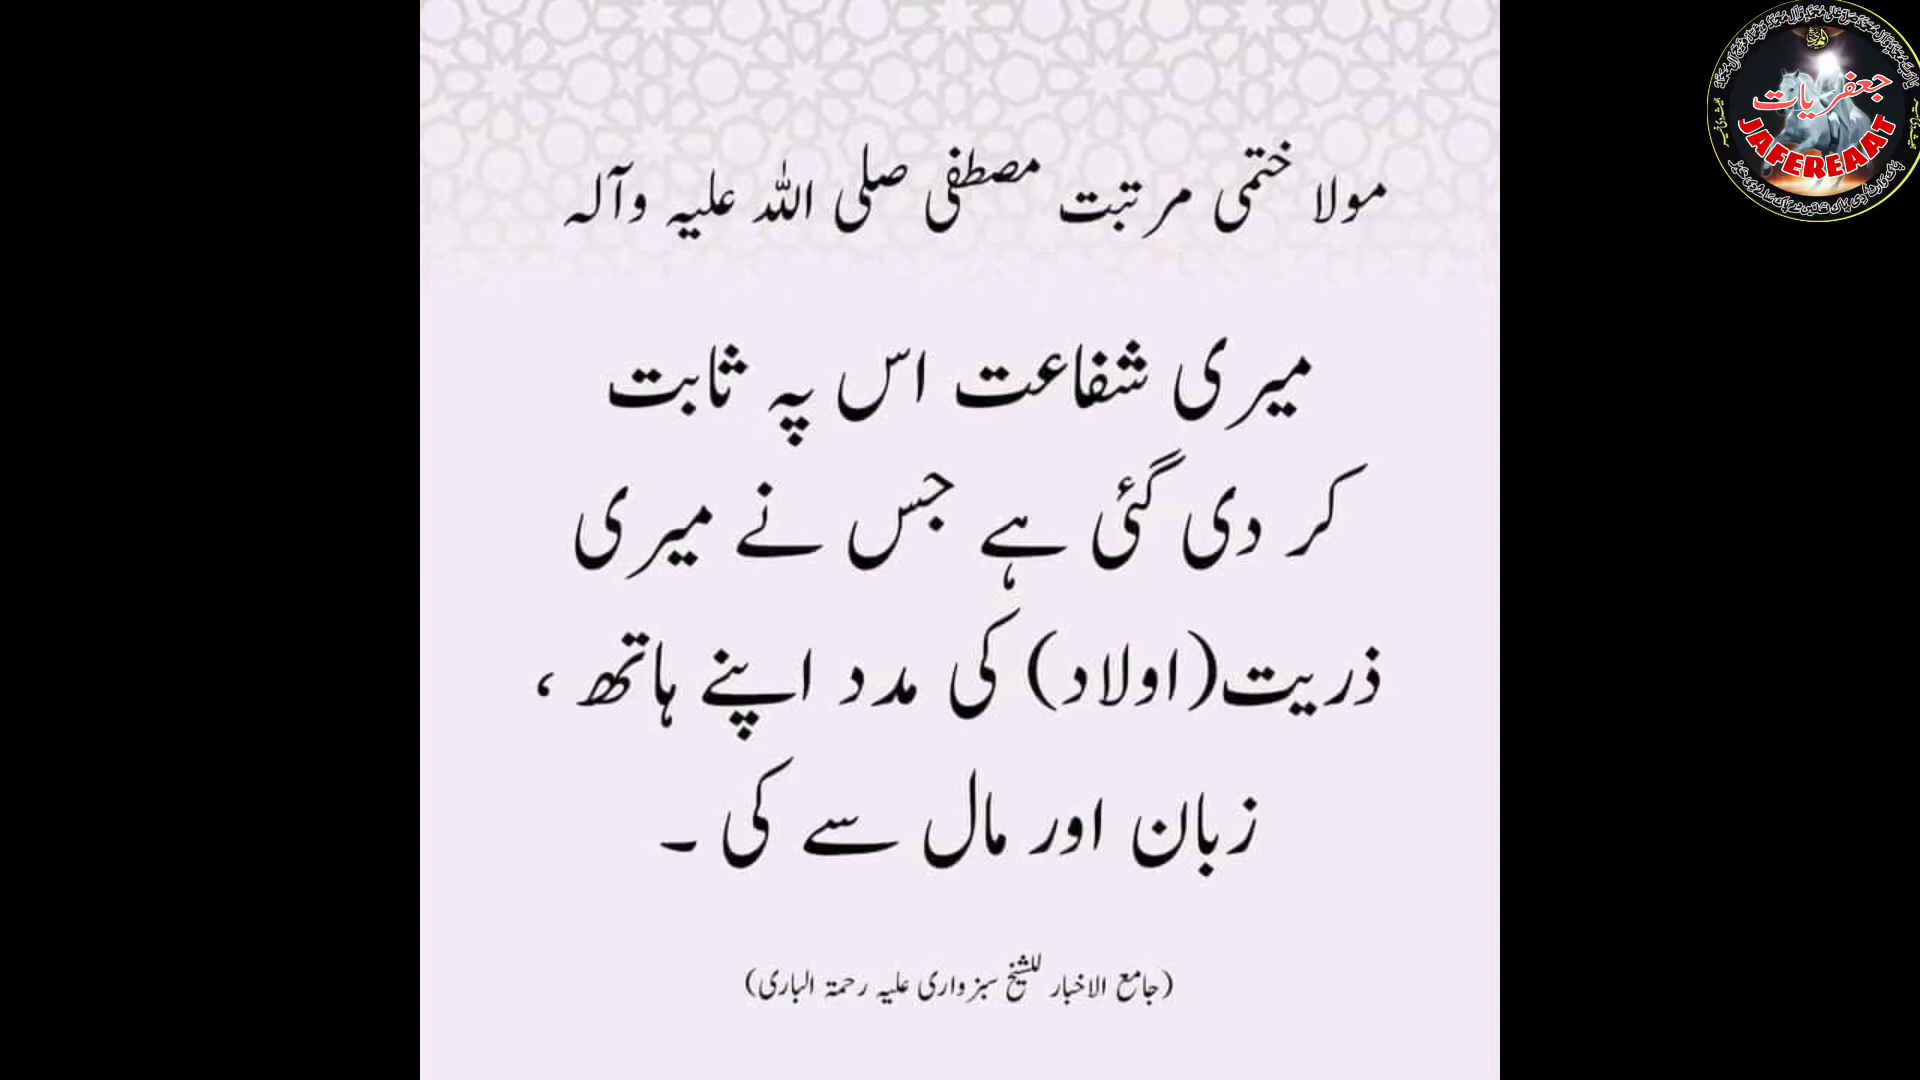 مولا ختمی مرتبت مصطفی صلی اللہ علیہ وآلہ
میری شفاعت اس پہ ثابت
کر دی گئی ہے جس نے میری
ذریت(اولاد) کی مدد اپنے ہاتھ ،
زبان اور مال سے کی ۔
(جامع الاخبار للشیخ سبزواری علیہ رحمۃ الباری)
جعفریات
JAFEREAAT